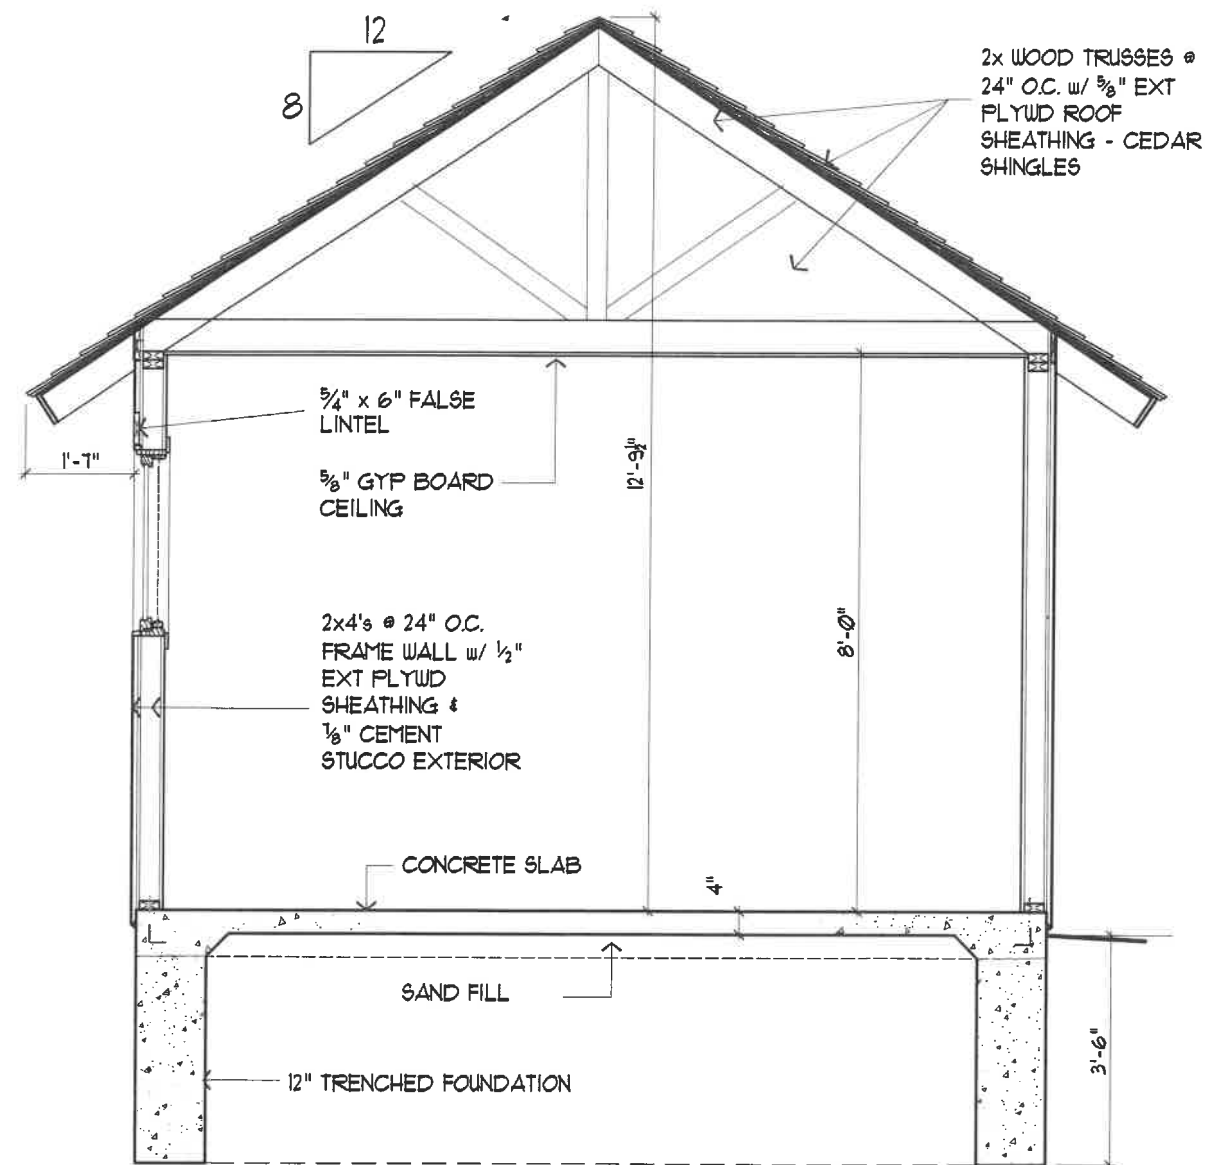 12
8
2x WOOD TRUSSES @
24" O.C. w/ 5/8" EXT
PLYWD ROOF
SHEATHING - CEDAR
SHINGLES
5/4" x 6" FALSE
LINTEL
1'-7"
5/8" GYP BOARD
CEILING
12'-9 1/2"
8'-0"
2x4's @ 24" O.C.
FRAME WALL w/ 1/2"
EXT PLYWD
SHEATHING &
7/8" CEMENT
STUCCO EXTERIOR
CONCRETE SLAB
4"
SAND FILL
3'-6"
12" TRENCHED FOUNDATION